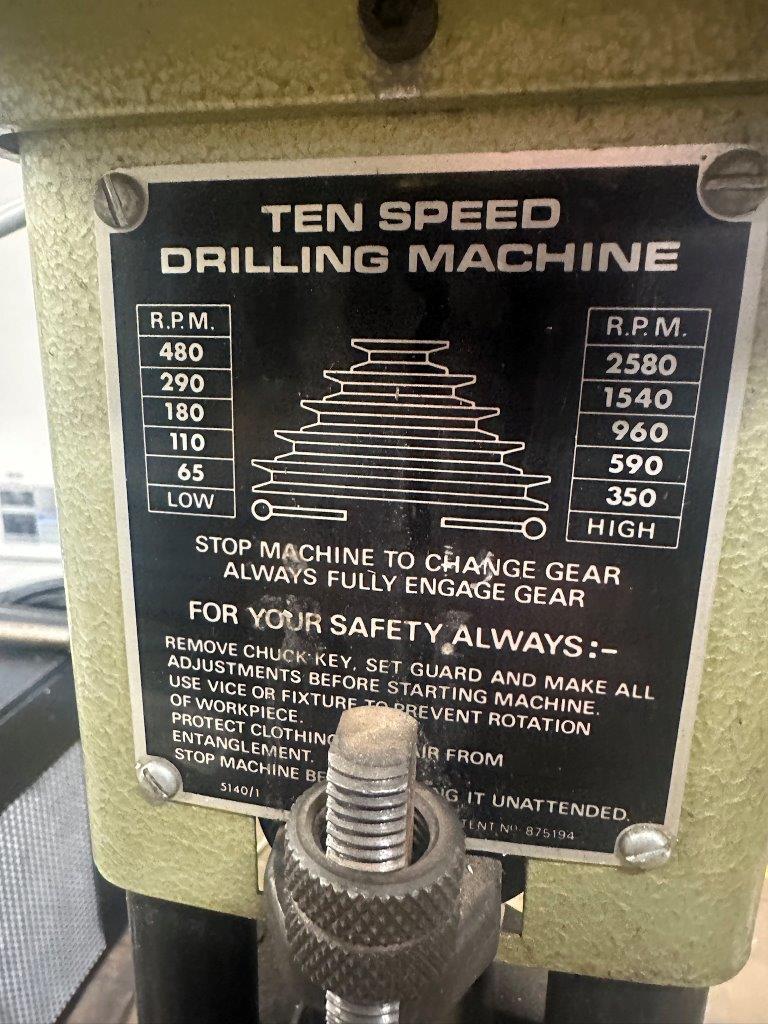 TEN SPEED
DRILLING MACHINE
R.P.M.
480
290
180
110
65
LOW
R.P.M.
2580
1540
960
590
350
HIGH
STOP MACHINE TO CHANGE GEAR
ALWAYS FULLY ENGAGE GEAR
FOR YOUR SAFETY ALWAYS:-
REMOVE CHUCK KEY, SET GUARD AND MAKE ALL
ADJUSTMENTS BEFORE STARTING MACHINE.
USE VICE OR FIXTURE TO PREVENT ROTATION
OF WORKPIECE.
PROTECT CLOTHING FROM
ENTANGLEMENT.
STOP MACHINE IT UNATTENDED.
5140/1
Nº 875194